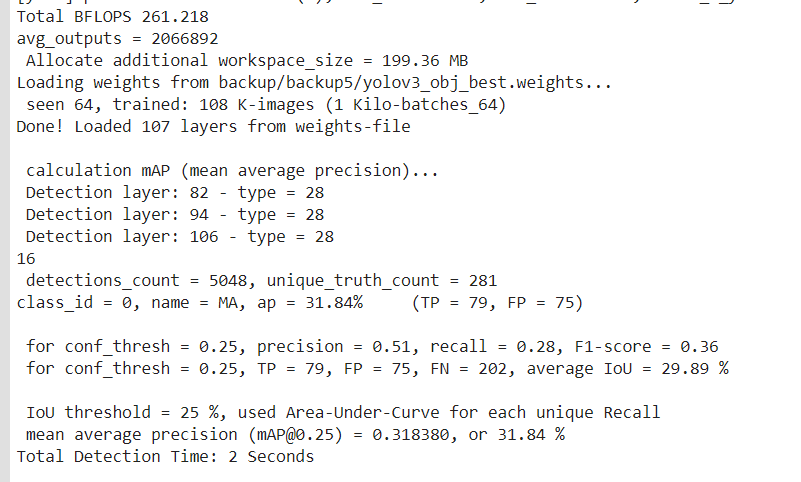 Total BFLOPS 261.218
avg_outputs = 2066892
Allocate additional workspace_size = 199.36 MB
Loading weights from backup/backup5/yolov3_obj_best.weights...
seen 64, trained: 108 K-images (1 Kilo-batches_64)
Done! Loaded 107 layers from weights-file
calculation mAP (mean average precision)...
Detection layer: 82 - type = 28
Detection layer: 94 - type = 28
Detection layer: 106 - type = 28
16
detections_count = 5048, unique_truth_count = 281
class_id = 0, name = MA, ap = 31.84% (TP = 79, FP = 75)
for conf_thresh = 0.25, precision = 0.51, recall = 0.28, F1-score = 0.36
for conf_thresh = 0.25, TP = 79, FP = 75, FN = 202, average IoU = 29.89 %
IoU threshold = 25 %, used Area-Under-Curve for each unique Recall
mean average precision (mAP@0.25) = 0.318380, or 31.84 %
Total Detection Time: 2 Seconds